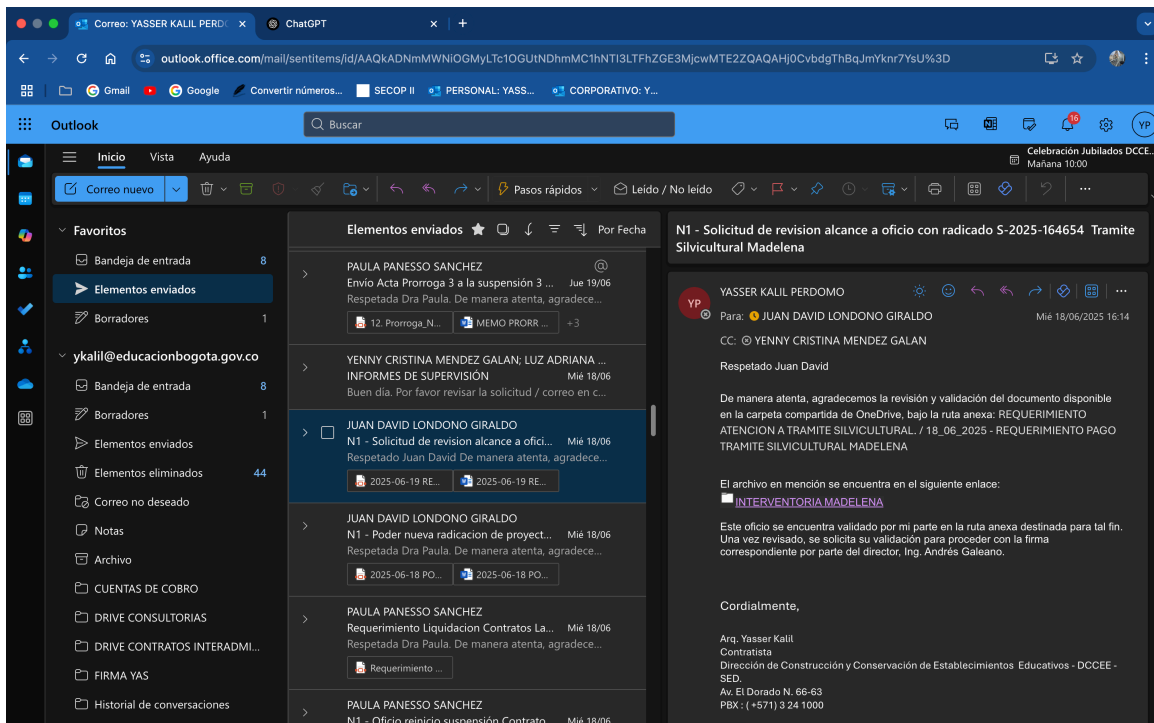 Correo: YASSER KALIL PERD
ChatGPT
outlook.office.com/mail/sentitems/id/AAQkADNmMWNiOGMyLTc1OGUtNDhmMC1hNTI3LTFhZGE3MjcwMTE2ZQAQAHj0CvbdgThBqJmYknr7YsU%3D
Gmail
Google
Convertir números...
SECOP II
PERSONAL: YASS...
CORPORATIVO: Y...
Outlook
Buscar
16
YP
Inicio
Vista
Ayuda
Celebración Jubilados DCCE...
Mañana 10:00
Correo nuevo
Pasos rápidos
Leído / No leído
Favoritos
Bandeja de entrada 8
Elementos enviados
Borradores 1
ykalil@educacionbogota.gov.co
Bandeja de entrada 8
Borradores 1
Elementos enviados
Elementos eliminados 44
Correo no deseado
Notas
Archivo
CUENTAS DE COBRO
DRIVE CONSULTORIAS
DRIVE CONTRATOS INTERADMI...
FIRMA YAS
Historial de conversaciones
Elementos enviados
Por Fecha
PAULA PANESSO SANCHEZ
Envío Acta Prorroga 3 a la suspensión 3 ... Jue 19/06
Respetada Dra Paula. De manera atenta, agradece...
12. Prorroga_N...
MEMO PRORR ...
+3
YENNY CRISTINA MENDEZ GALAN; LUZ ADRIANA ...
INFORMES DE SUPERVISIÓN Mié 18/06
Buen dia. Por favor revisar la solicitud / correo en c...
JUAN DAVID LONDONO GIRALDO
N1 - Solicitud de revision alcance a ofici... Mié 18/06
Respetado Juan David De manera atenta, agradece...
2025-06-19 RE...
2025-06-19 RE...
JUAN DAVID LONDONO GIRALDO
N1 - Poder nueva radicacion de proyect... Mié 18/06
Respetada Dra Paula. De manera atenta, agradece...
2025-06-18 PO...
2025-06-18 PO...
PAULA PANESSO SANCHEZ
Requerimiento Liquidacion Contratos La... Mié 18/06
Respetada Dra Paula. De manera atenta, agradece...
Requerimiento ...
PAULA PANESSO SANCHEZ
N1 - Oficio reinicio suspensión Contrato... Mié 18/06
N1 - Solicitud de revision alcance a oficio con radicado S-2025-164654 Tramite
Silvicultural Madelena
YP
YASSER KALIL PERDOMO
Para: JUAN DAVID LONDONO GIRALDO
Mié 18/06/2025 16:14
CC: YENNY CRISTINA MENDEZ GALAN
Respetado Juan David
De manera atenta, agradecemos la revisión y validación del documento disponible
en la carpeta compartida de OneDrive, bajo la ruta anexa: REQUERIMIENTO
ATENCION A TRAMITE SILVICULTURAL. / 18_06_2025 - REQUERIMIENTO PAGO
TRAMITE SILVICULTURAL MADELENA
El archivo en mención se encuentra en el siguiente enlace:
INTERVENTORIA MADELENA
Este oficio se encuentra validado por mi parte en la ruta anexa destinada para tal fin.
Una vez revisado, se solicita su validación para proceder con la firma
correspondiente por parte del director, Ing. Andrés Galeano.
Cordialmente,
Arq. Yasser Kalil
Contratista
Dirección de Construcción y Conservación de Establecimientos Educativos - DCCEE -
SED.
Av. El Dorado N. 66-63
PBX : ( +571) 3 24 1000